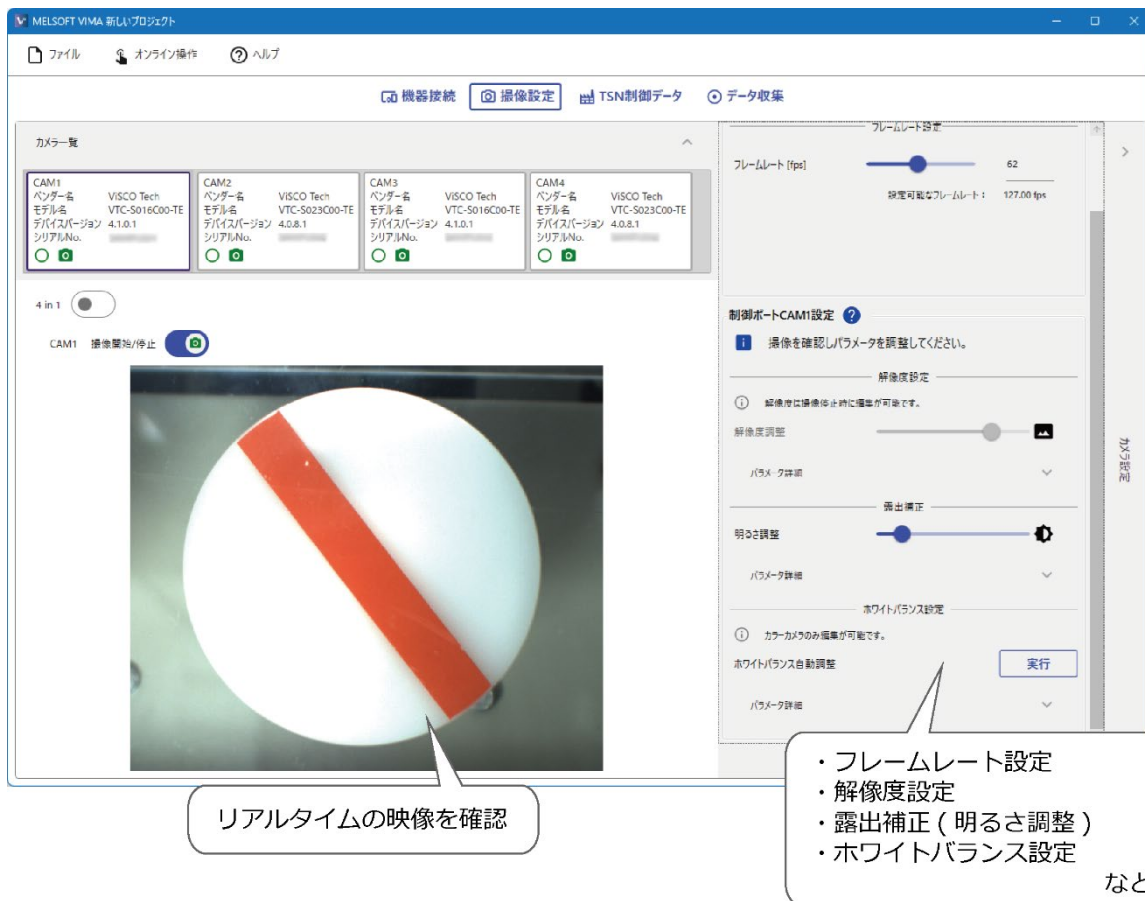 MELSOFT VIMA 新しいプロジェクト
ファイル オンライン操作 ヘルプ
機器接続 撮像設定 TSN制御データ データ収集
カメラ一覧
CAM1
ベンダー名 ViSCO Tech
モデル名 VTC-S016C00-TE
デバイスバージョン 4.1.0.1
シリアルNo.
CAM2
ベンダー名 ViSCO Tech
モデル名 VTC-S023C00-TE
デバイスバージョン 4.0.8.1
シリアルNo.
CAM3
ベンダー名 ViSCO Tech
モデル名 VTC-S016C00-TE
デバイスバージョン 4.1.0.1
シリアルNo.
CAM4
ベンダー名 ViSCO Tech
モデル名 VTC-S023C00-TE
デバイスバージョン 4.0.8.1
シリアルNo.
4 in 1
CAM1 撮像開始/停止
リアルタイムの映像を確認
フレームレート設定
フレームレート [fps] 62
設定可能なフレームレート： 127.00 fps
制御ポートCAM1設定 ?
撮像を確認しパラメータを調整してください。
解像度設定
解像度は撮像停止時に編集が可能です。
解像度調整
パラメータ詳細
露出補正
明るさ調整
パラメータ詳細
ホワイトバランス設定
カラーカメラのみ編集が可能です。
ホワイトバランス自動調整 実行
パラメータ詳細
カメラ設定
・フレームレート設定
・解像度設定
・露出補正 ( 明るさ調整 )
・ホワイトバランス設定
など